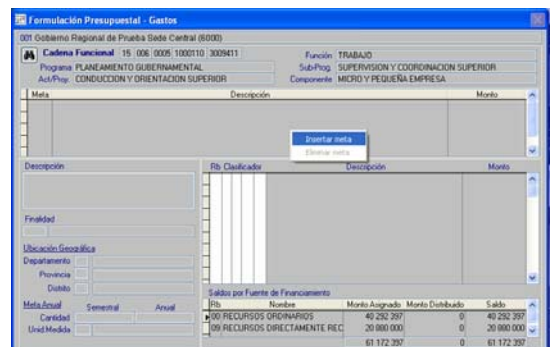 Formulación Presupuestal - Gastos
001 Gobierno Regional de Prueba Sede Central (6000)
Cadena Funcional 15 006 0005 1000110 3009411 Función TRABAJO
Programa PLANEAMIENTO GUBERNAMENTAL Sub-Prog. SUPERVISION Y COORDINACION SUPERIOR
Act/Proy. CONDUCCION Y ORIENTACION SUPERIOR Componente MICRO Y PEQUEÑA EMPRESA
Meta Descripción Monto
Insertar meta
Eliminar meta
Descripción Rb Clasificador Descripción Monto
Finalidad
Ubicación Geográfica
Departamento
Provincia
Distrito
Saldos por Fuente de Financiamiento
Meta Anual Semestral Anual Rb Nombre Monto Asignado Monto Distribuido Saldo
Cantidad 00 RECURSOS ORDINARIOS 40 292 397 0 40 292 397
Unid Medida 09 RECURSOS DIRECTAMENTE REC 20 880 000 0 20 880 000
61 172 397 0 61 172 397